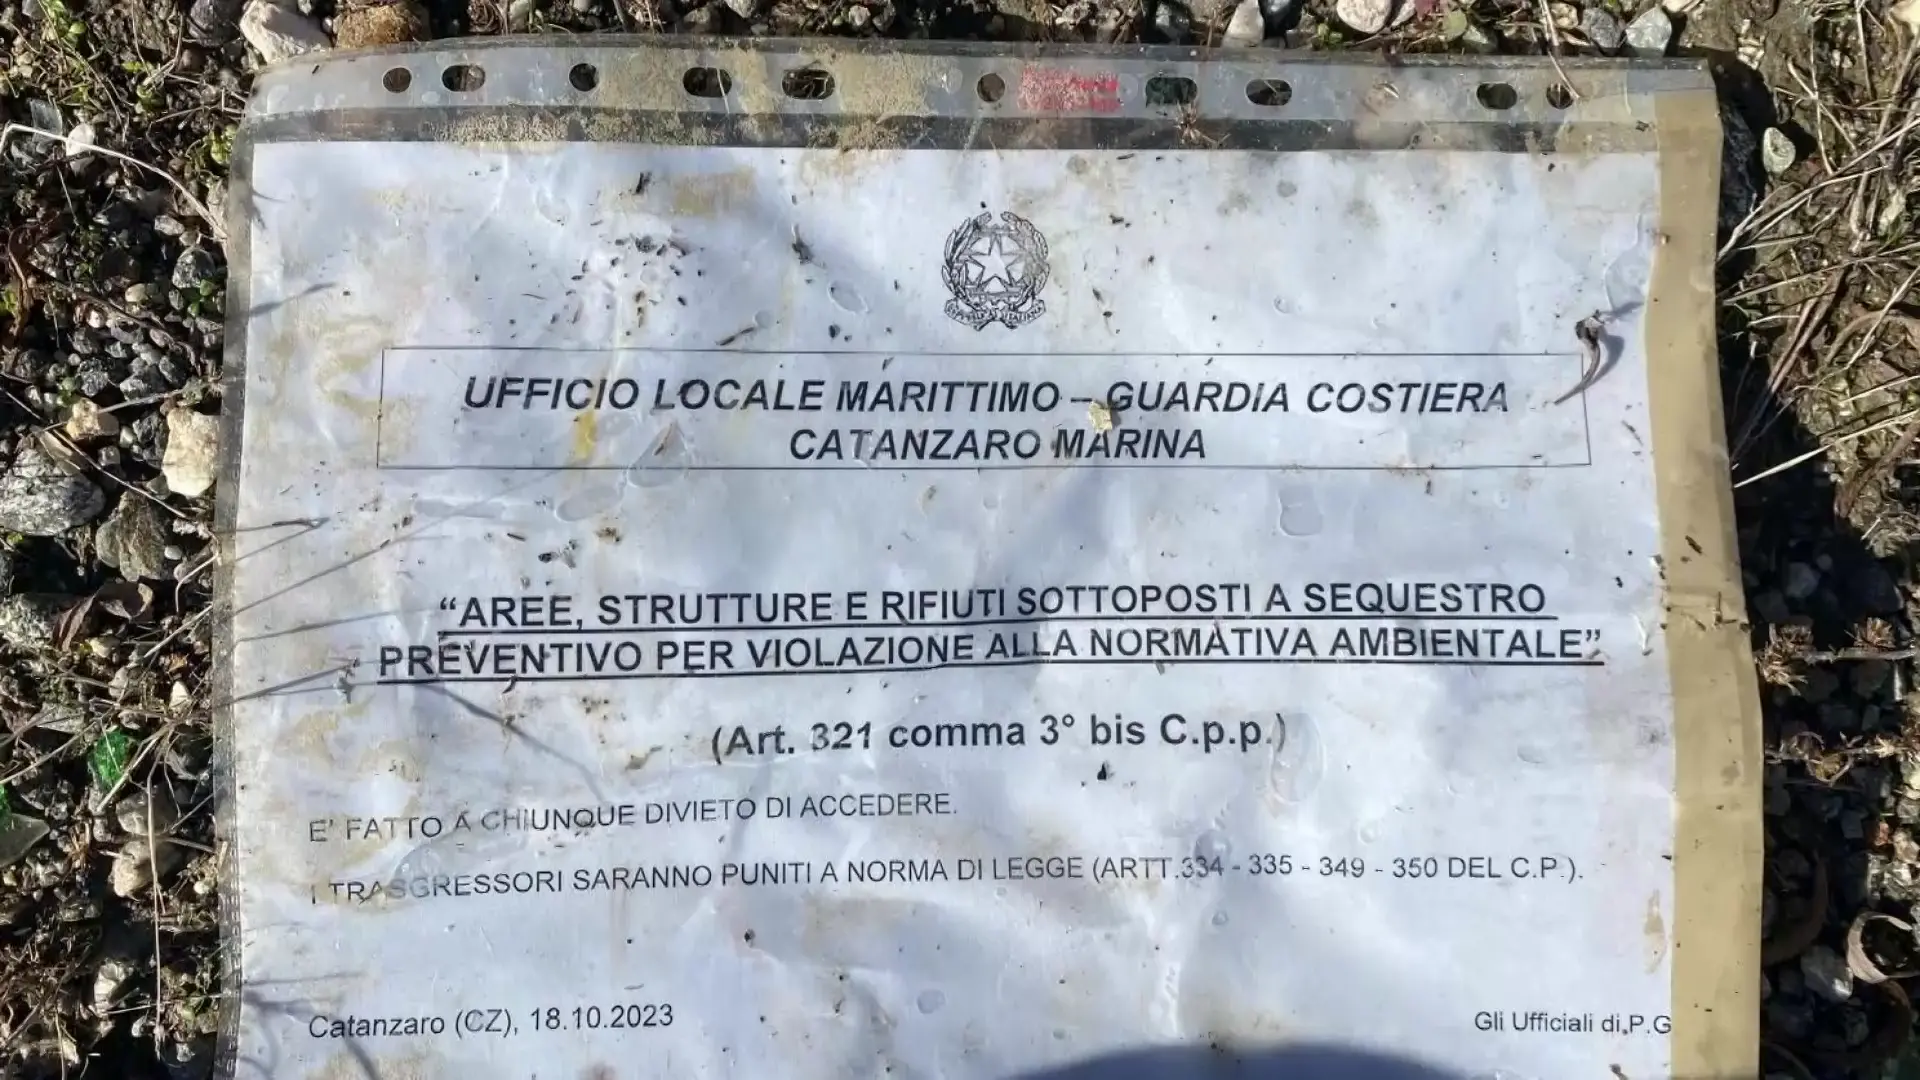 REPVBBLICA ITALIANA
UFFICIO LOCALE MARITTIMO – GUARDIA COSTIERA
CATANZARO MARINA
“AREE, STRUTTURE E RIFIUTI SOTTOPOSTI A SEQUESTRO
PREVENTIVO PER VIOLAZIONE ALLA NORMATIVA AMBIENTALE”
(Art. 321 comma 3° bis C.p.p.)
E' FATTO A CHIUNQUE DIVIETO DI ACCEDERE.
I TRASGRESSORI SARANNO PUNITI A NORMA DI LEGGE (ARTT.334 - 335 - 349 - 350 DEL C.P.).
Catanzaro (CZ), 18.10.2023
Gli Ufficiali di P.G